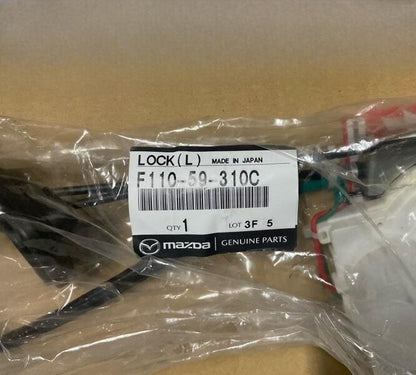 LOCK(L) MADE IN JAPAN
F110-59-310C
QTY 1 LOT 3F 5
mazda GENUINE PARTS